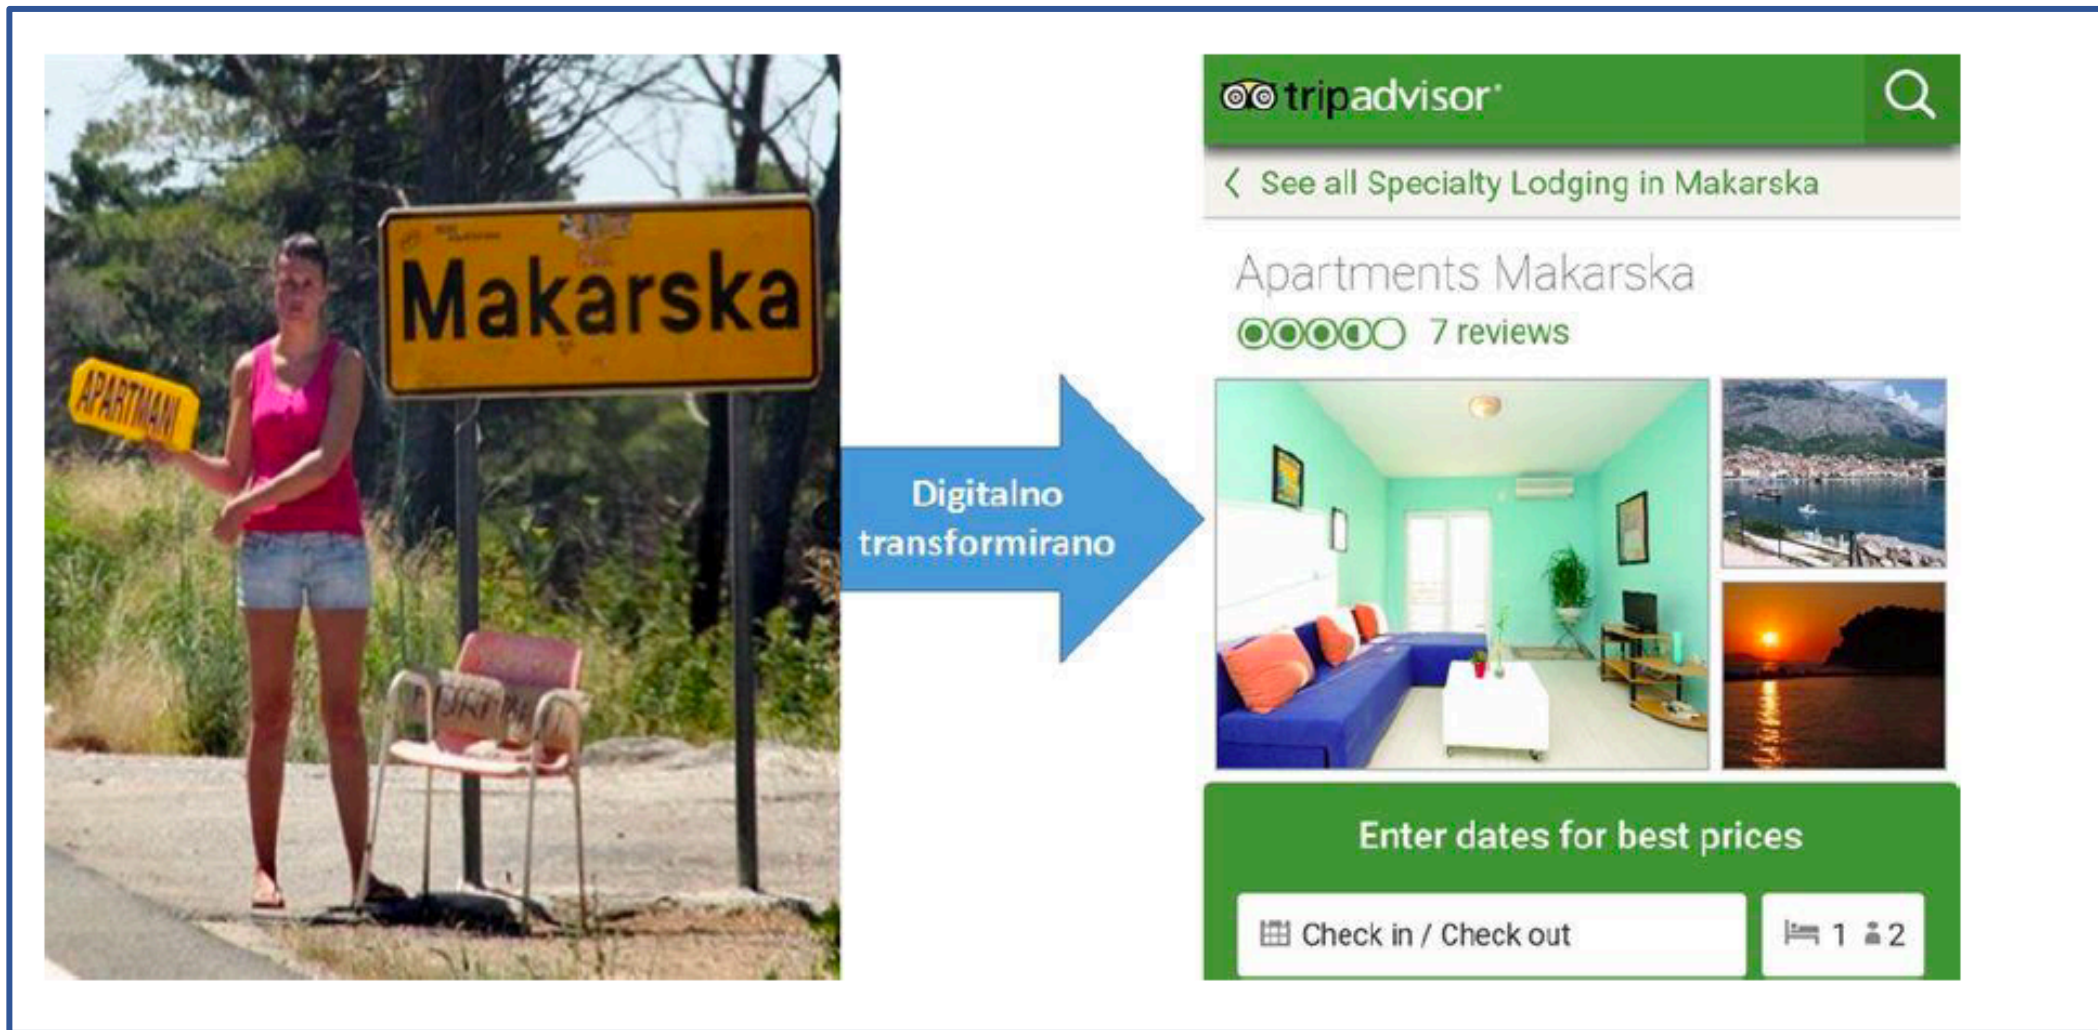 Makarska
APARTMANI
Digitalno
transformirano
tripadvisor
See all Specialty Lodging in Makarska
Apartments Makarska
7 reviews
Enter dates for best prices
Check in / Check out
1 2